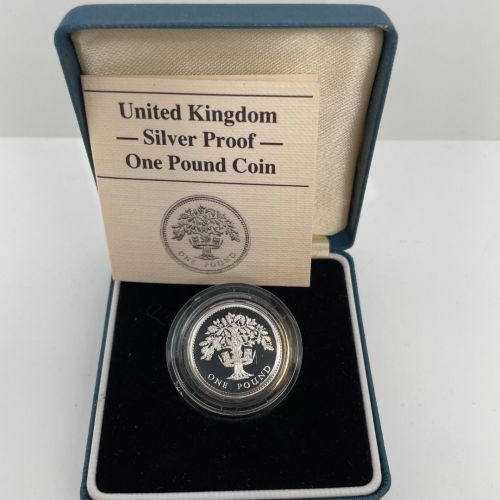 United Kingdom
— Silver Proof —
One Pound Coin
ONE POUND
ONE POUND